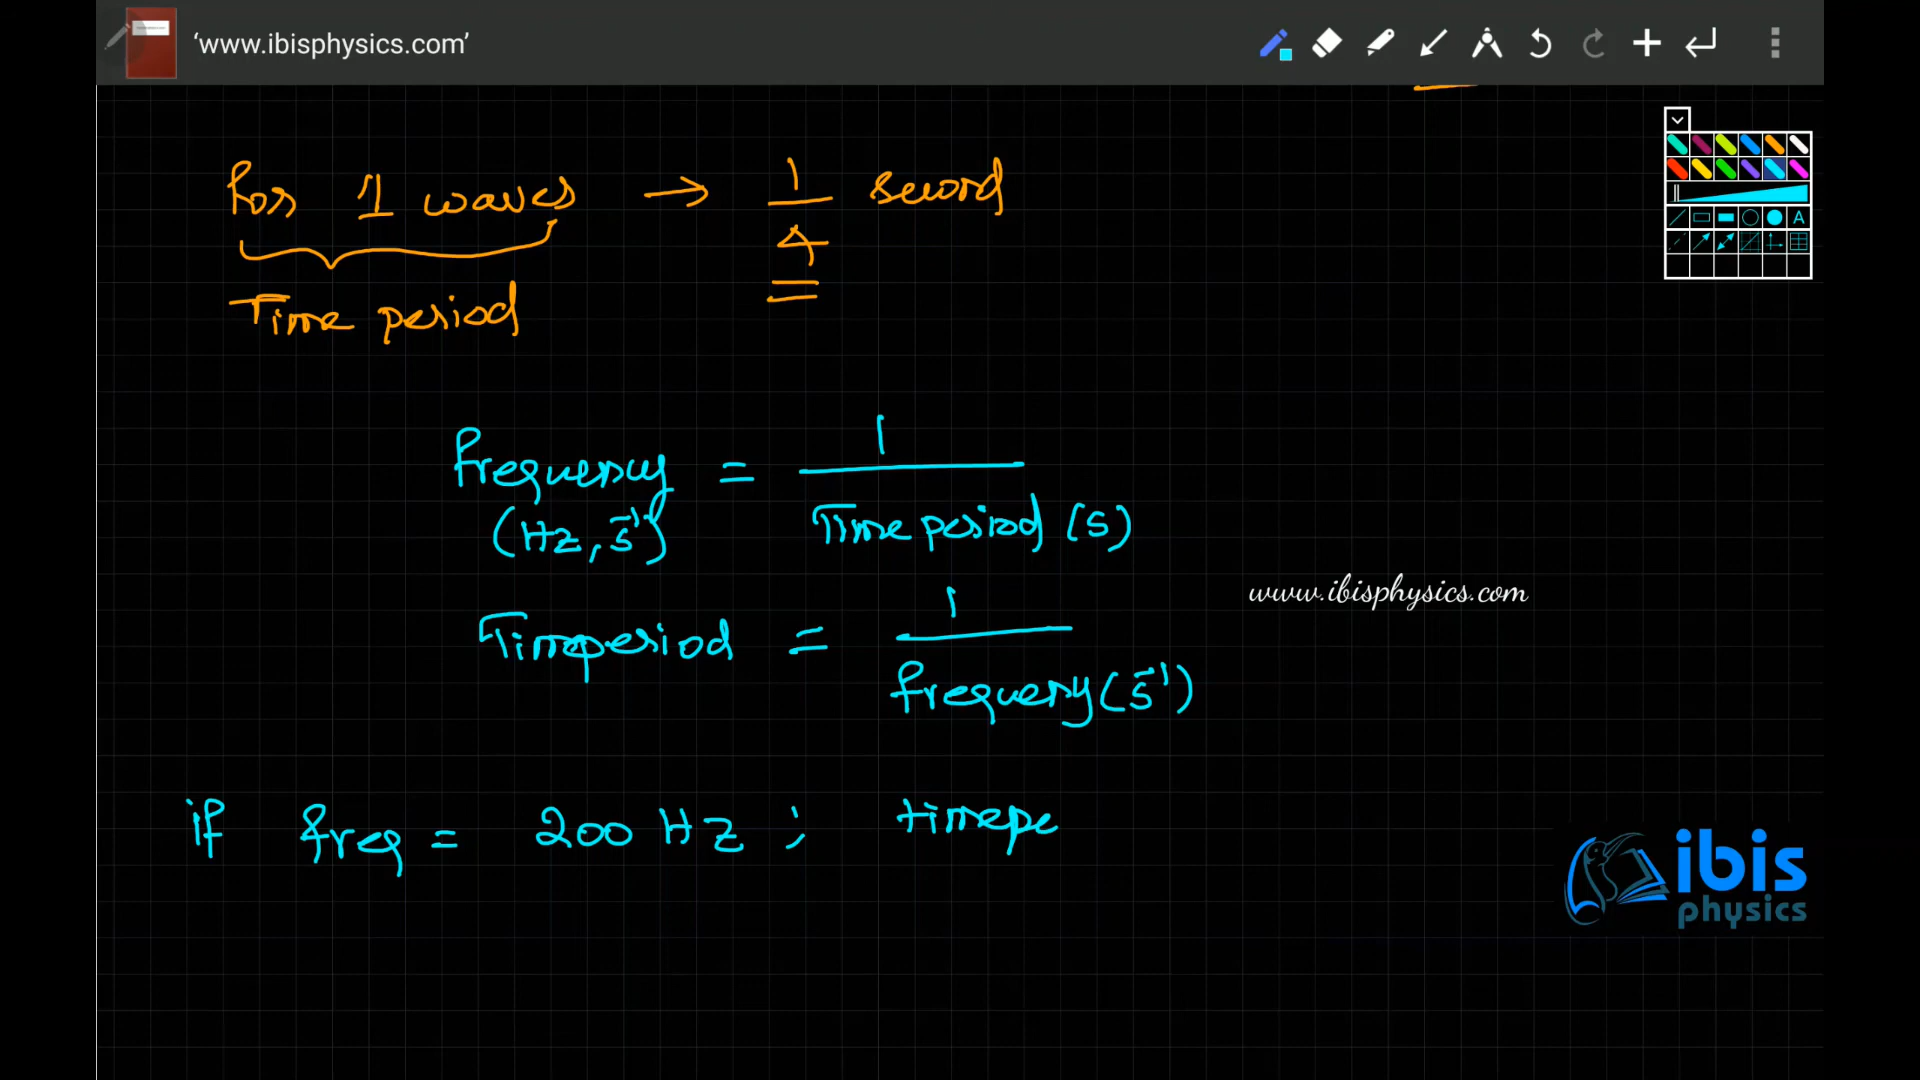 'www.ibisphysics.com'
A
for 1 waves → 1/4 second
Time period
frequency = 1/Time period (s)
(Hz, s⁻¹)
www.ibisphysics.com
Timeperiod = 1/frequency (s⁻¹)
if freq = 200 HZ ; timepe
ibis
physics